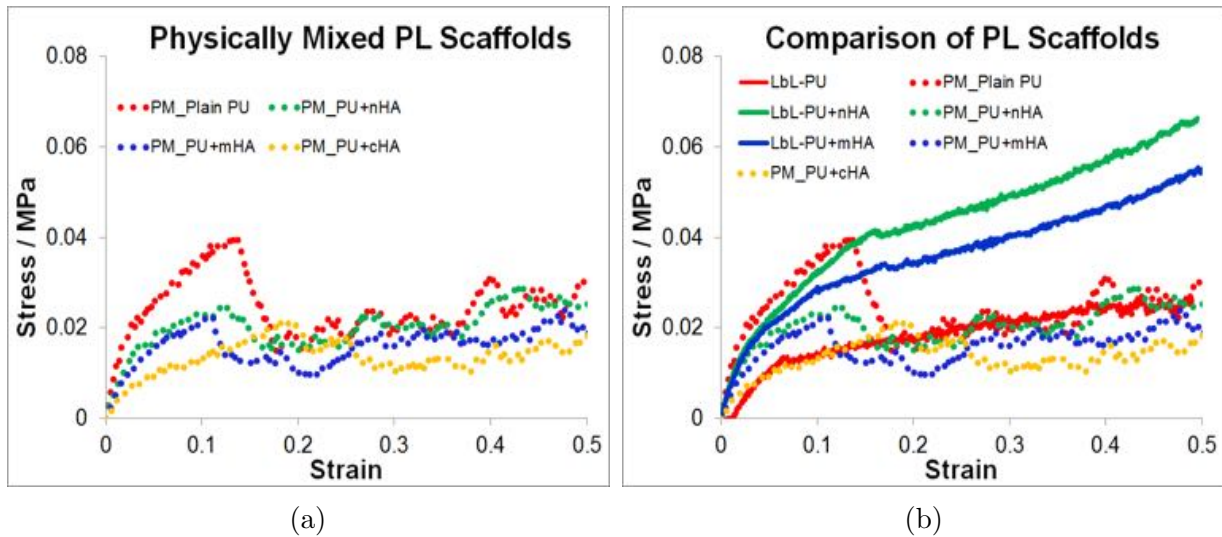 Physically Mixed PL Scaffolds
0.08
0.06
0.04
0.02
0
Stress / MPa
PM_Plain PU PM_PU+nHA
PM_PU+mHA PM_PU+cHA
0 0.1 0.2 0.3 0.4 0.5
Strain
(a)
Comparison of PL Scaffolds
0.08
0.06
0.04
0.02
0
Stress / MPa
LbL-PU PM_Plain PU
LbL-PU+nHA PM_PU+nHA
LbL-PU+mHA PM_PU+mHA
PM_PU+cHA
0 0.1 0.2 0.3 0.4 0.5
Strain
(b)